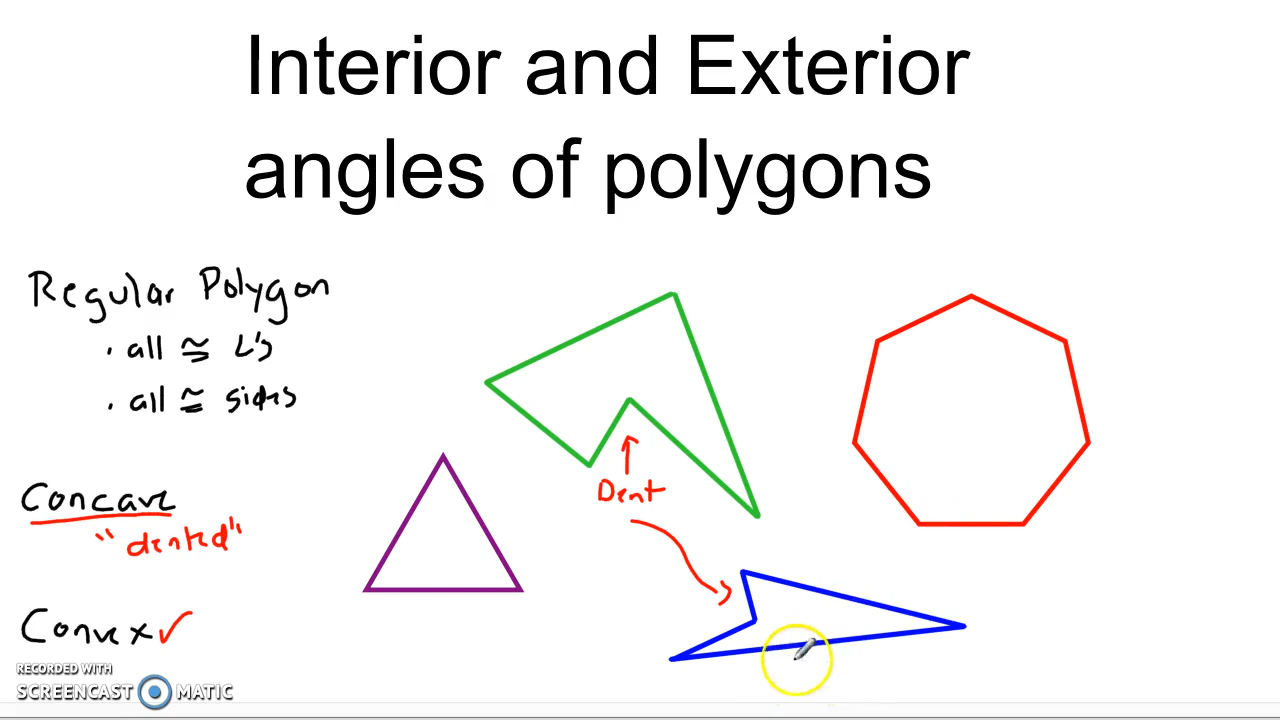 Interior and Exterior
angles of polygons
Regular Polygon
· all ≅ ∠'s
· all ≅ sides
Dent
Concave
"dented"
Convex ✓
RECORDED WITH
SCREENCAST MATIC